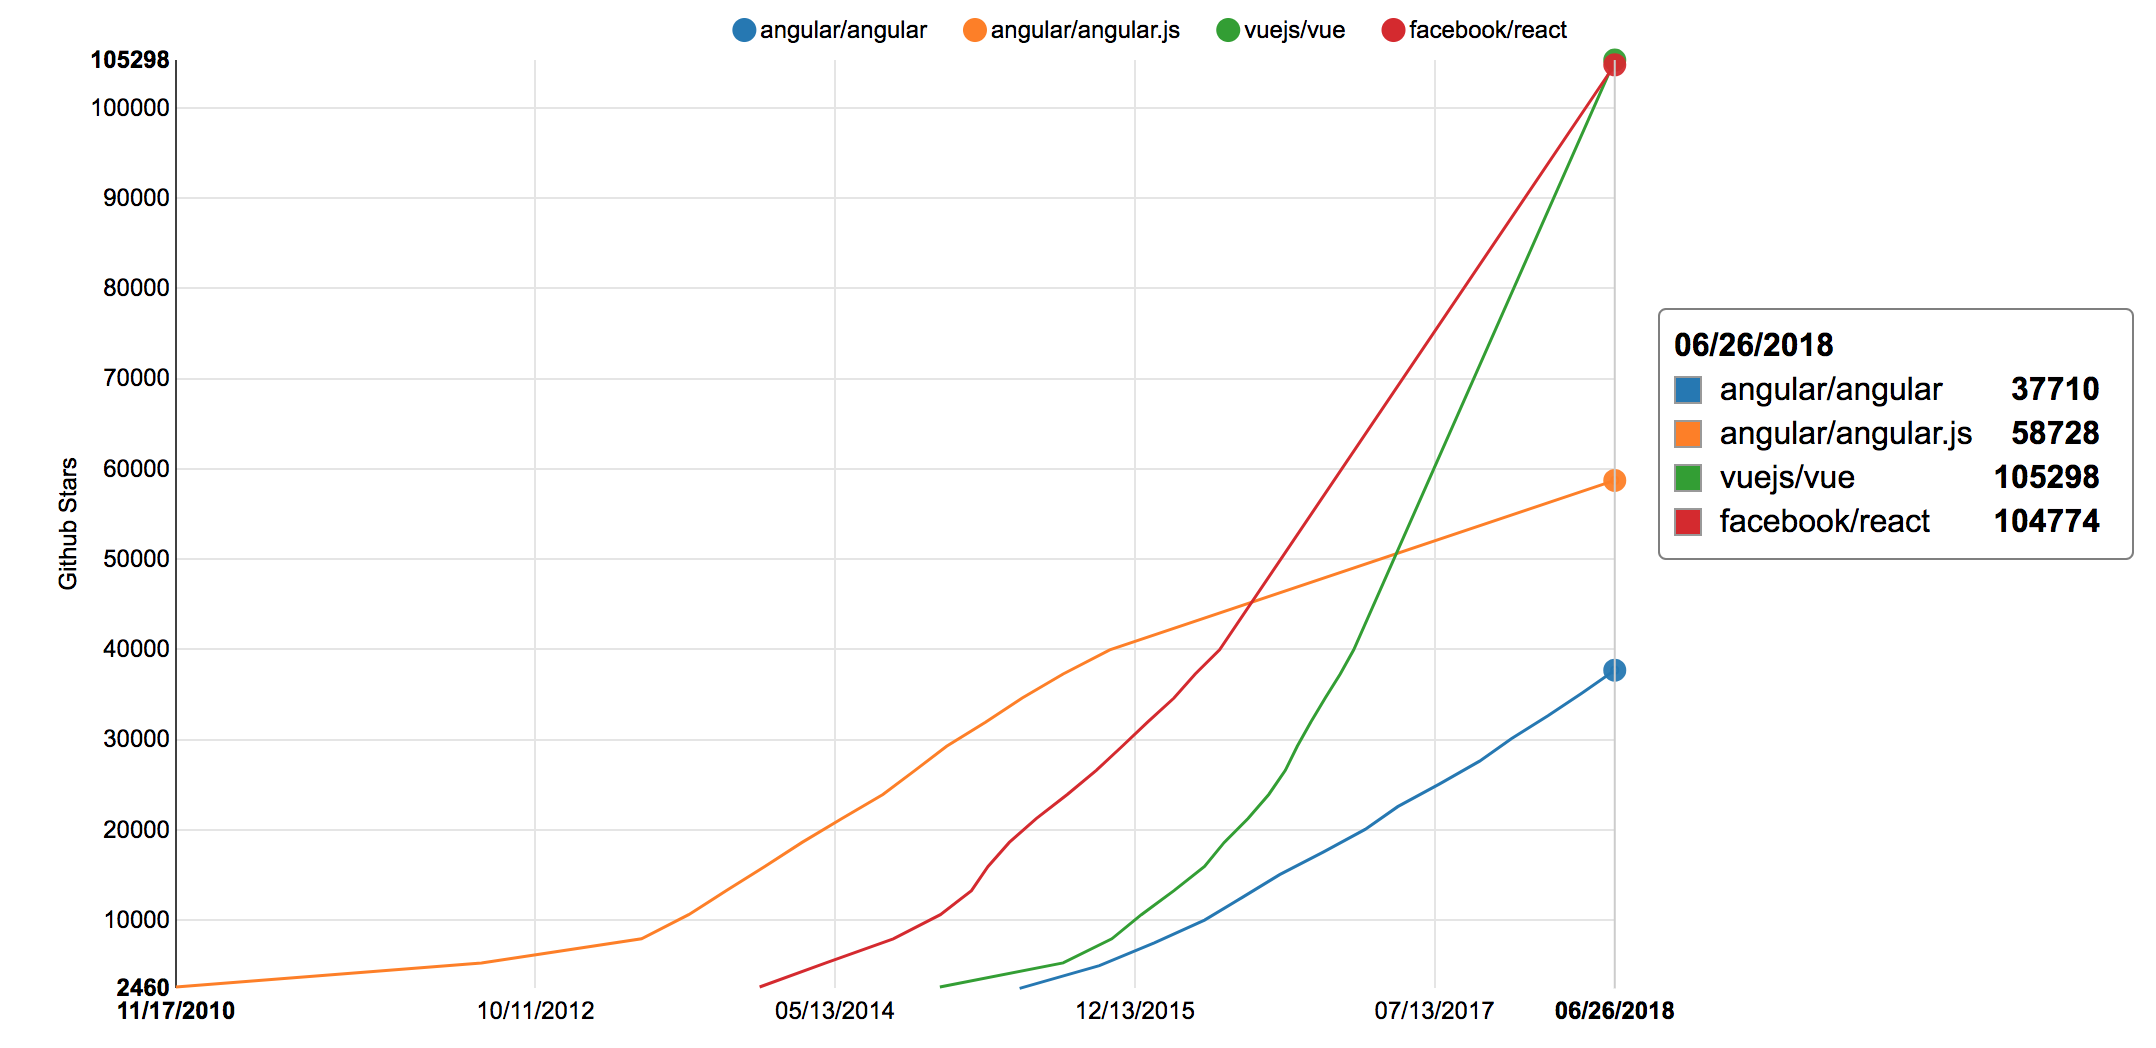 angular/angular angular/angular.js vuejs/vue facebook/react
105298
100000
90000
80000
70000
60000
50000
40000
30000
20000
10000
2460
Github Stars
11/17/2010 10/11/2012 05/13/2014 12/13/2015 07/13/2017 06/26/2018
06/26/2018
angular/angular 37710
angular/angular.js 58728
vuejs/vue 105298
facebook/react 104774